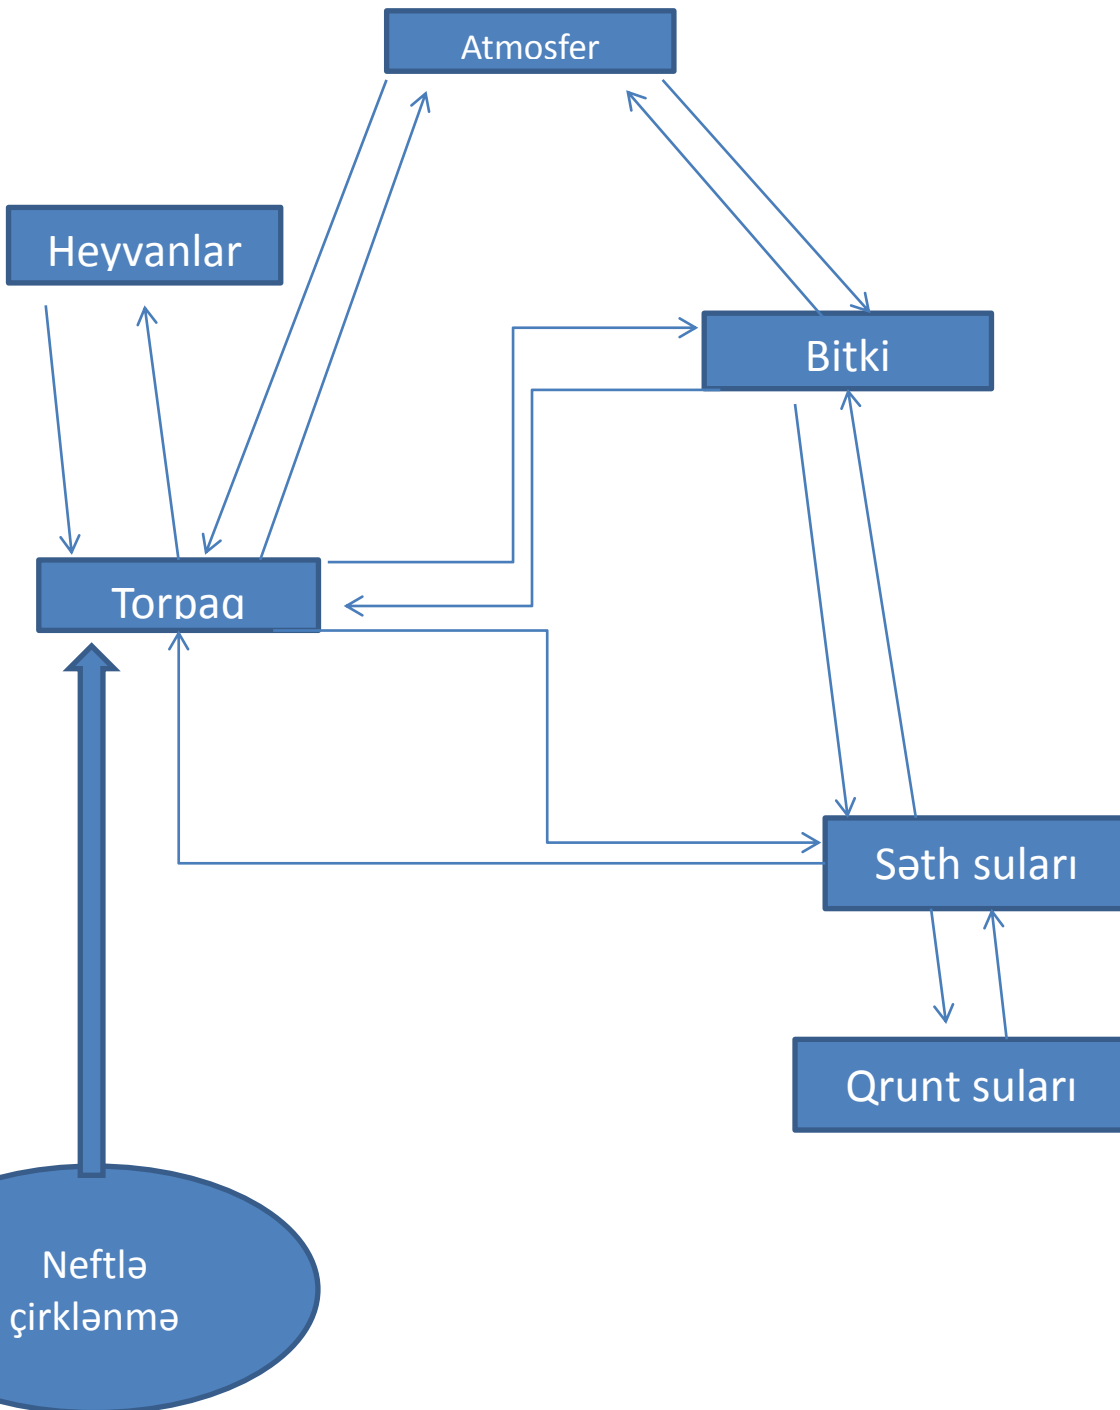 Atmosfer
Heyvanlar
Bitki
Torpaq
Səth suları
Qrunt suları
Neftlə
çirklənmə